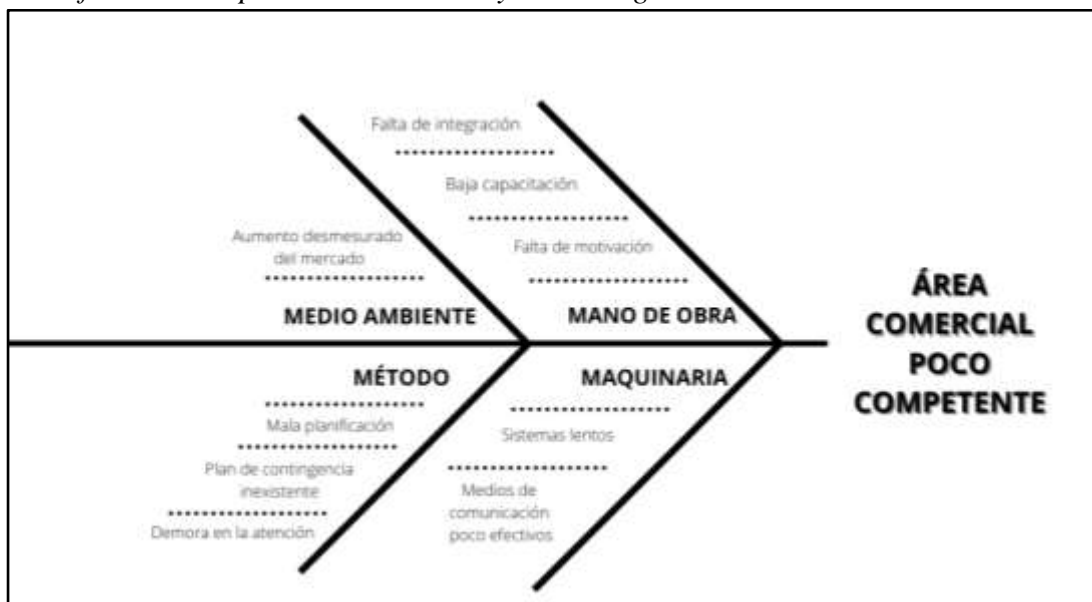 Falta de integración
Baja capacitación
Aumento desmesurado
del mercado
Falta de motivación
MEDIO AMBIENTE
MANO DE OBRA
ÁREA
COMERCIAL
POCO
COMPETENTE
MÉTODO
MAQUINARIA
Mala planificación
Sistemas lentos
Plan de contingencia
inexistente
Medios de
comunicación
poco efectivos
Demora en la atención